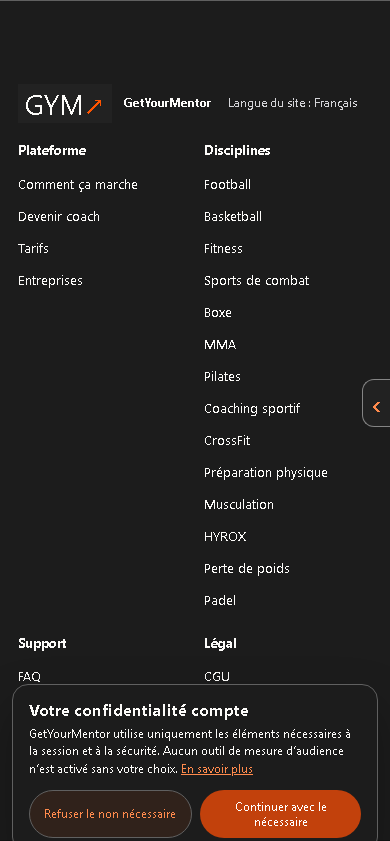 GYM↗ GetYourMentor Langue du site : Français
Plateforme
Comment ça marche
Devenir coach
Tarifs
Entreprises
Disciplines
Football
Basketball
Fitness
Sports de combat
Boxe
MMA
Pilates
Coaching sportif
CrossFit
Préparation physique
Musculation
HYROX
Perte de poids
Padel
Support
FAQ
Légal
CGU
Votre confidentialité compte
GetYourMentor utilise uniquement les éléments nécessaires à
la session et à la sécurité. Aucun outil de mesure d’audience
n’est activé sans votre choix. En savoir plus
Refuser le non nécessaire
Continuer avec le
nécessaire